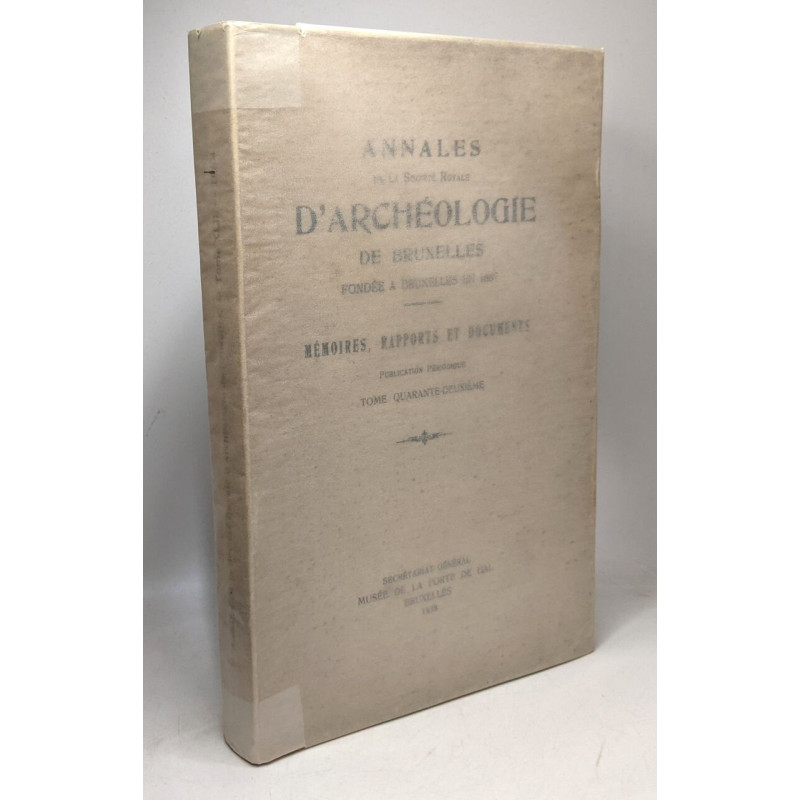 ANNALES
DE LA SOCIÉTÉ ROYALE
D'ARCHÉOLOGIE
DE BRUXELLES
FONDÉE A BRUXELLES EN 1887
MÉMOIRES, RAPPORTS ET DOCUMENTS
PUBLICATION PÉRIODIQUE
TOME QUARANTE-DEUXIÈME
SECRÉTARIAT GÉNÉRAL
MUSÉE DE LA PORTE DE HAL
BRUXELLES